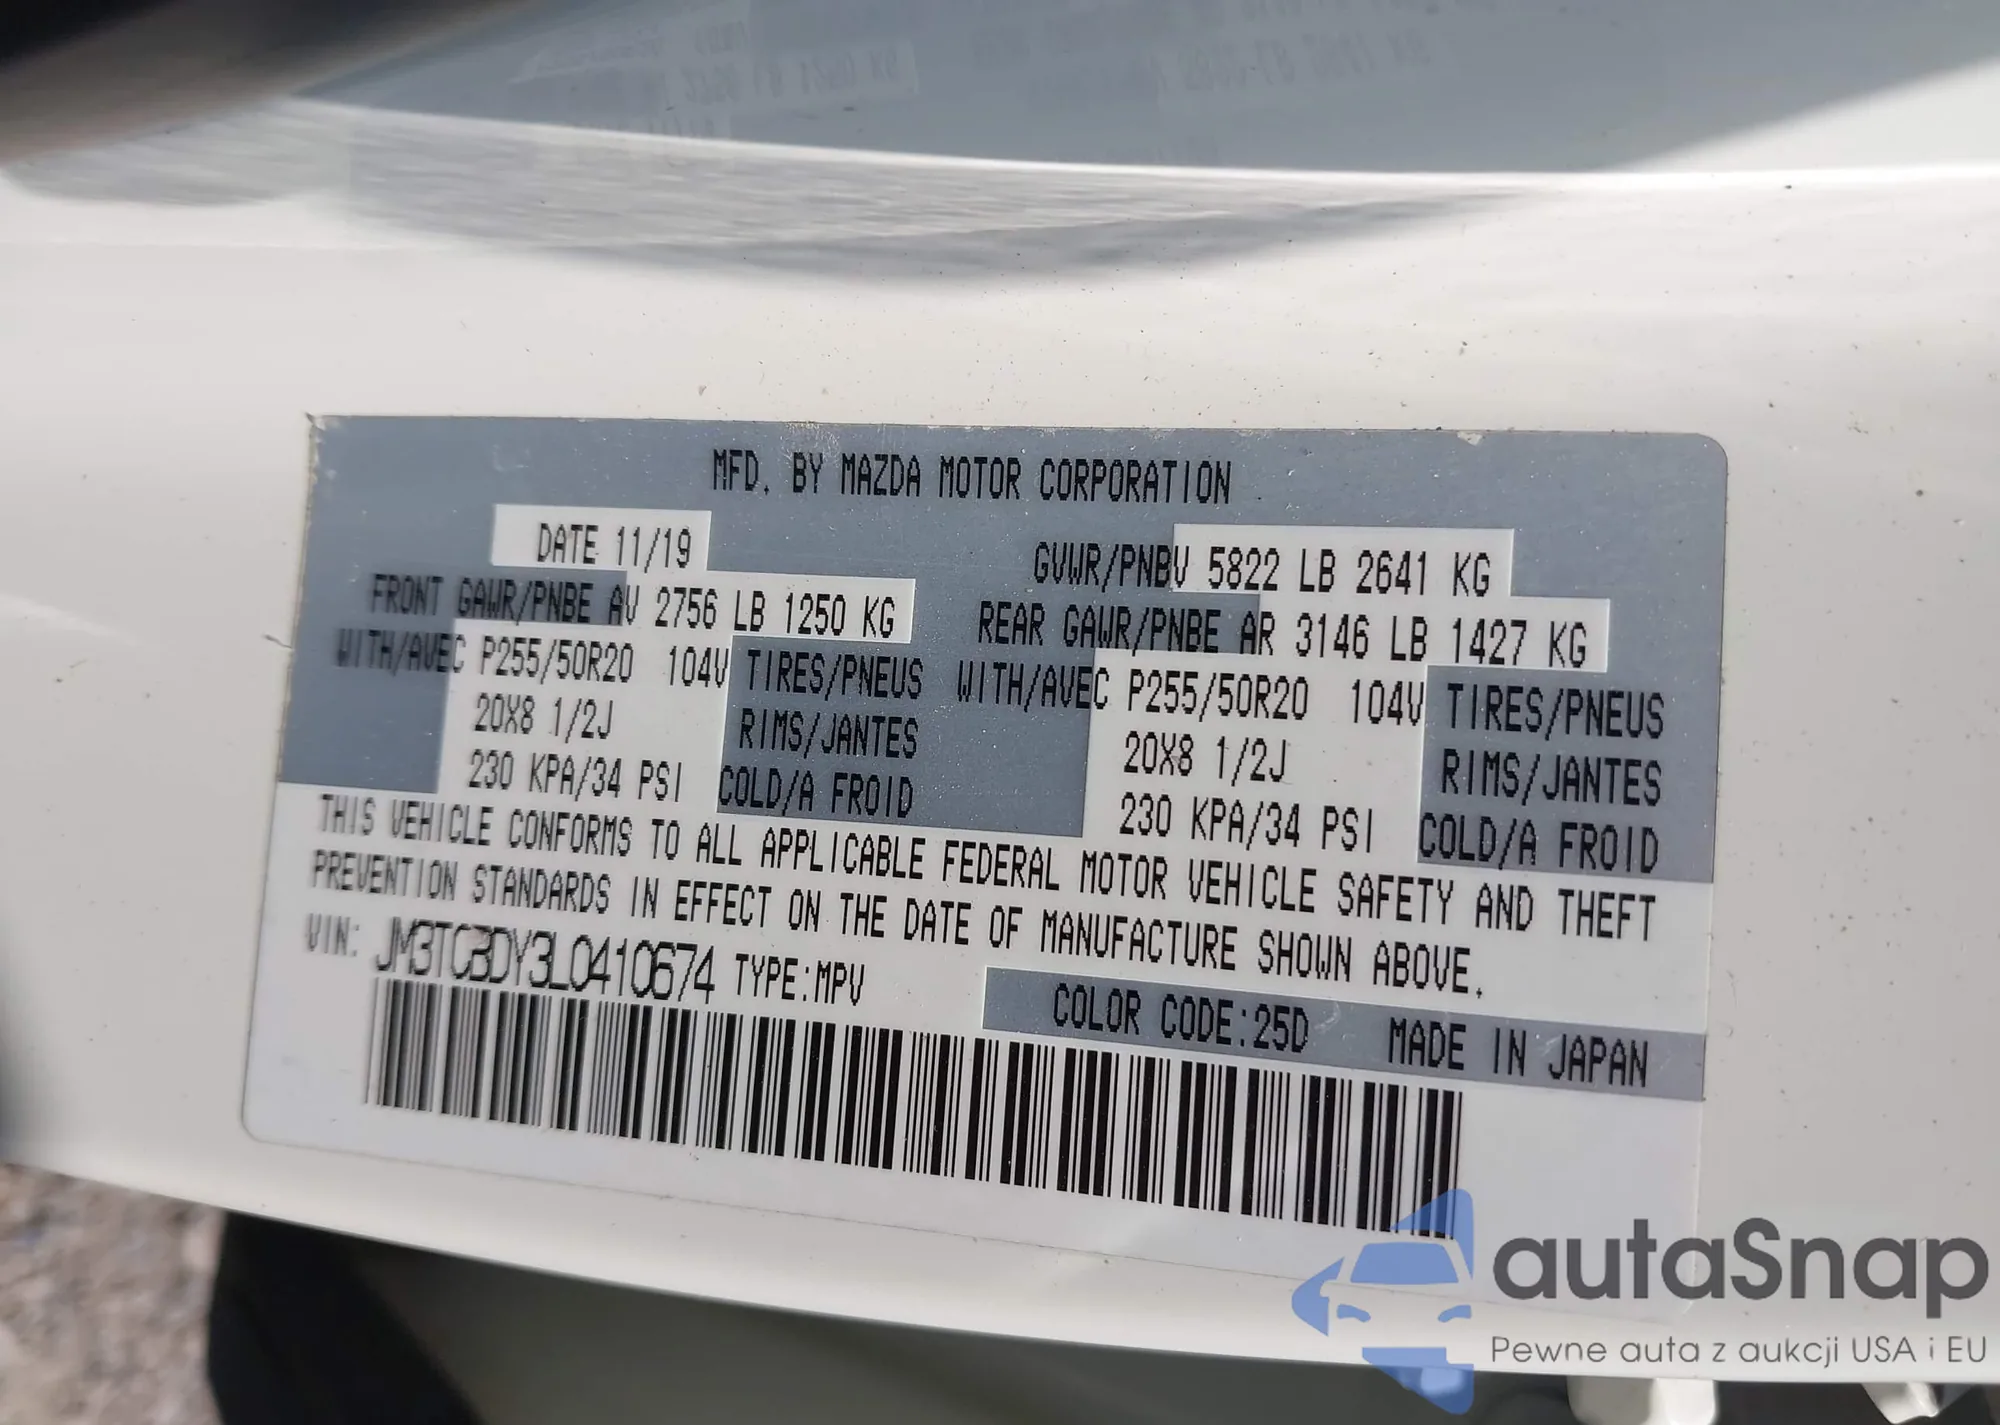 MFD. BY MAZDA MOTOR CORPORATION
DATE 11/19 GVWR/PNBV 5822 LB 2641 KG
FRONT GAWR/PNBE AV 2756 LB 1250 KG REAR GAWR/PNBE AR 3146 LB 1427 KG
WITH/AVEC P255/50R20 104V TIRES/PNEUS WITH/AVEC P255/50R20 104V TIRES/PNEUS
20X8 1/2J RIMS/JANTES 20X8 1/2J RIMS/JANTES
230 KPA/34 PSI COLD/A FROID 230 KPA/34 PSI COLD/A FROID
THIS VEHICLE CONFORMS TO ALL APPLICABLE FEDERAL MOTOR VEHICLE SAFETY AND THEFT
PREVENTION STANDARDS IN EFFECT ON THE DATE OF MANUFACTURE SHOWN ABOVE.
VIN: JM3TCBDY3L0410674 TYPE:MPV
COLOR CODE:25D MADE IN JAPAN
autaSnap
Pewne auta z aukcji USA i EU